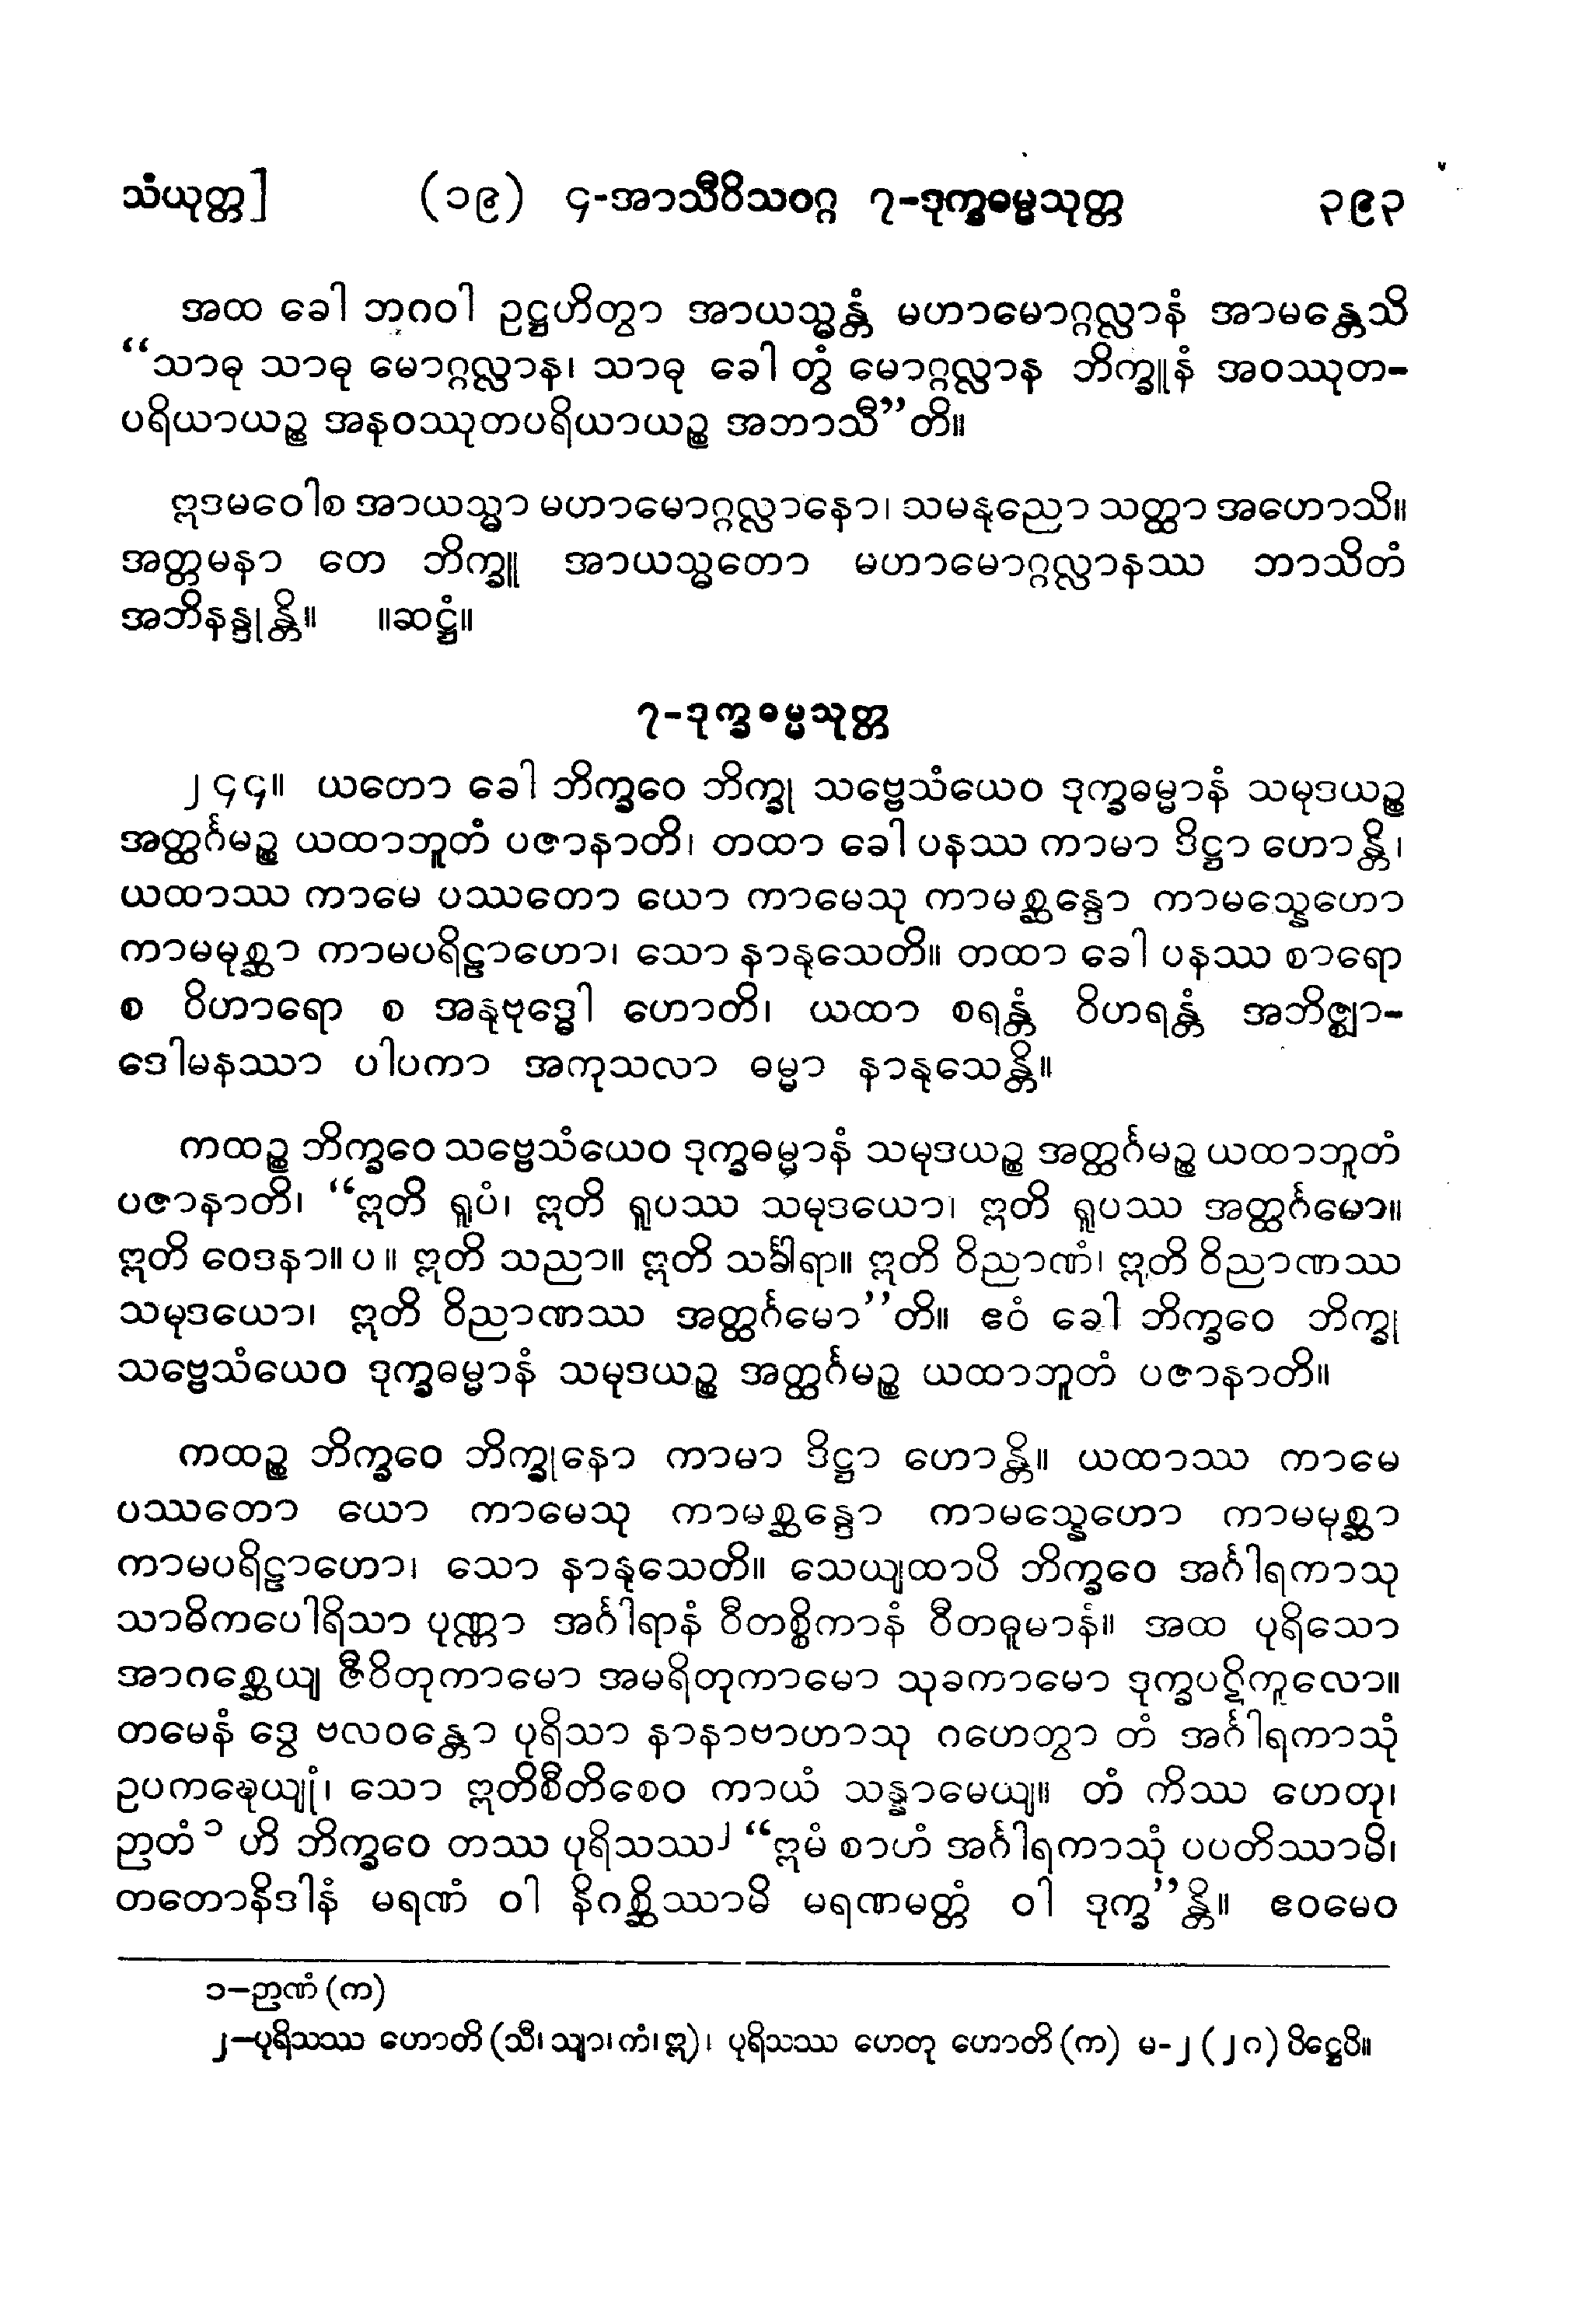 သံယုတ္တ] (၁၉) ၄-အာသီဝိသဝဂ္ဂ ၇-ဒုက္ခဓမ္မသုတ္တ ၃၉၃
အထ ခေါ ဘဂဝါ ဥဋ္ဌဟိတွာ အာယသ္မန္တံ မဟာမောဂ္ဂလ္လာနံ အာမန္တေသိ
“သာဓု သာဓု မောဂ္ဂလ္လာန၊ သာဓု ခေါ တွံ မောဂ္ဂလ္လာန ဘိက္ခူနံ အဝဿုတ-
ပရိယာယဉ္စ အနဝဿုတပရိယာယဉ္စ အဘာသီ”တိ။
ဣဒမဝေါစ အာယသ္မာ မဟာမောဂ္ဂလ္လာနော၊ သမနုညော သတ္ထာ အဟောသိ။
အတ္တမနာ တေ ဘိက္ခူ အာယသ္မတော မဟာမောဂ္ဂလ္လာနဿ ဘာသိတံ
အဘိနန္ဒုန္တိ။ ။ဆဋ္ဌံ။
၇-ဒုက္ခဓမ္မသုတ္တ
၂၄၄။ ယတော ခေါ ဘိက္ခဝေ ဘိက္ခု သဗ္ဗေသံယေဝ ဒုက္ခဓမ္မာနံ သမုဒယဉ္စ
အတ္ထင်္ဂမဉ္စ ယထာဘူတံ ပဇာနာတိ၊ တထာ ခေါ ပနဿ ကာမာ ဒိဋ္ဌာ ဟောန္တိ၊
ယထာဿ ကာမေ ပဿတော ယော ကာမေသု ကာမစ္ဆန္ဒော ကာမသ္နေဟော
ကာမမုစ္ဆာ ကာမပရိဠာဟော၊ သော နာနုသေတိ။ တထာ ခေါ ပနဿ စာရော
စ ဝိဟာရော စ အနုဗုဒ္ဓေါ ဟောတိ၊ ယထာ စရန္တံ ဝိဟရန္တံ အဘိဇ္ဈာ-
ဒေါမနဿာ ပါပကာ အကုသလာ ဓမ္မာ နာနုသေန္တိ။
ကထဉ္စ ဘိက္ခဝေ သဗ္ဗေသံယေဝ ဒုက္ခဓမ္မာနံ သမုဒယဉ္စ အတ္ထင်္ဂမဉ္စ ယထာဘူတံ
ပဇာနာတိ၊ “ဣတိ ရူပံ၊ ဣတိ ရူပဿ သမုဒယော၊ ဣတိ ရူပဿ အတ္ထင်္ဂမော။
ဣတိ ဝေဒနာ။ပ။ ဣတိ သညာ။ ဣတိ သင်္ခါရာ။ ဣတိ ဝိညာဏံ၊ ဣတိ ဝိညာဏဿ
သမုဒယော၊ ဣတိ ဝိညာဏဿ အတ္ထင်္ဂမော”တိ။ ဧဝံ ခေါ ဘိက္ခဝေ ဘိက္ခု
သဗ္ဗေသံယေဝ ဒုက္ခဓမ္မာနံ သမုဒယဉ္စ အတ္ထင်္ဂမဉ္စ ယထာဘူတံ ပဇာနာတိ။
ကထဉ္စ ဘိက္ခဝေ ဘိက္ခုနော ကာမာ ဒိဋ္ဌာ ဟောန္တိ။ ယထာဿ ကာမေ
ပဿတော ယော ကာမေသု ကာမစ္ဆန္ဒော ကာမသ္နေဟော ကာမမုစ္ဆာ
ကာမပရိဠာဟော၊ သော နာနုသေတိ။ သေယျထာပိ ဘိက္ခဝေ အင်္ဂါရကာသု
သာဓိကပေါရိသာ ပုဏ္ဏာ အင်္ဂါရာနံ ဝီတစ္စိကာနံ ဝီတဓူမာနံ။ အထ ပုရိသော
အာဂစ္ဆေယျ ဇီဝိတုကာမော အမရိတုကာမော သုခကာမော ဒုက္ခပဋိကူလော။
တမေနံ ဒွေ ဗလဝန္တော ပုရိသာ နာနာဗာဟာသု ဂဟေတွာ တံ အင်္ဂါရကာသုံ
ဥပကဍ္ဎေယျုံ၊ သော ဣတိစီတိစေဝ ကာယံ သန္နာမေယျ။ တံ ကိဿ ဟေတု၊
ဉာတံ၁ ဟိ ဘိက္ခဝေ တဿ ပုရိသဿ၂ “ဣမံ စာဟံ အင်္ဂါရကာသုံ ပပတိဿာမိ၊
တတောနိဒါနံ မရဏံ ဝါ နိဂစ္ဆိဿာမိ မရဏမတ္တံ ဝါ ဒုက္ခ”န္တိ။ ဧဝမေဝ
၁−ဉာဏံ (က)
၂−ပုရိသဿ ဟောတိ (သီ၊ သျာ၊ ကံ၊ ဣ)၊ ပုရိသဿ ဟေတု ဟောတိ (က) မ-၂ (၂ဂ) ပိဋ္ဌေပိ။